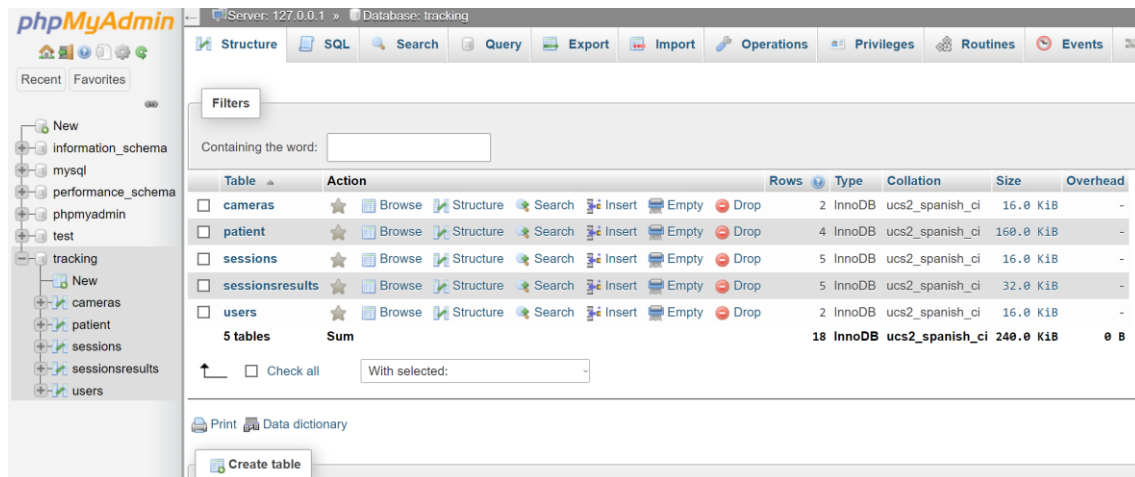 phpMyAdmin
Recent Favorites
New
information_schema
mysql
performance_schema
phpmyadmin
test
tracking
New
cameras
patient
sessions
sessionsresults
users
Server: 127.0.0.1 » Database: tracking
Structure SQL Search Query Export Import Operations Privileges Routines Events
Filters
Containing the word:
Table Action Rows Type Collation Size Overhead
cameras Browse Structure Search Insert Empty Drop 2 InnoDB ucs2_spanish_ci 16.0 KiB -
patient Browse Structure Search Insert Empty Drop 4 InnoDB ucs2_spanish_ci 160.0 KiB -
sessions Browse Structure Search Insert Empty Drop 5 InnoDB ucs2_spanish_ci 16.0 KiB -
sessionsresults Browse Structure Search Insert Empty Drop 5 InnoDB ucs2_spanish_ci 32.0 KiB -
users Browse Structure Search Insert Empty Drop 2 InnoDB ucs2_spanish_ci 16.0 KiB -
5 tables Sum 18 InnoDB ucs2_spanish_ci 240.0 KiB 0 B
Check all With selected:
Print Data dictionary
Create table